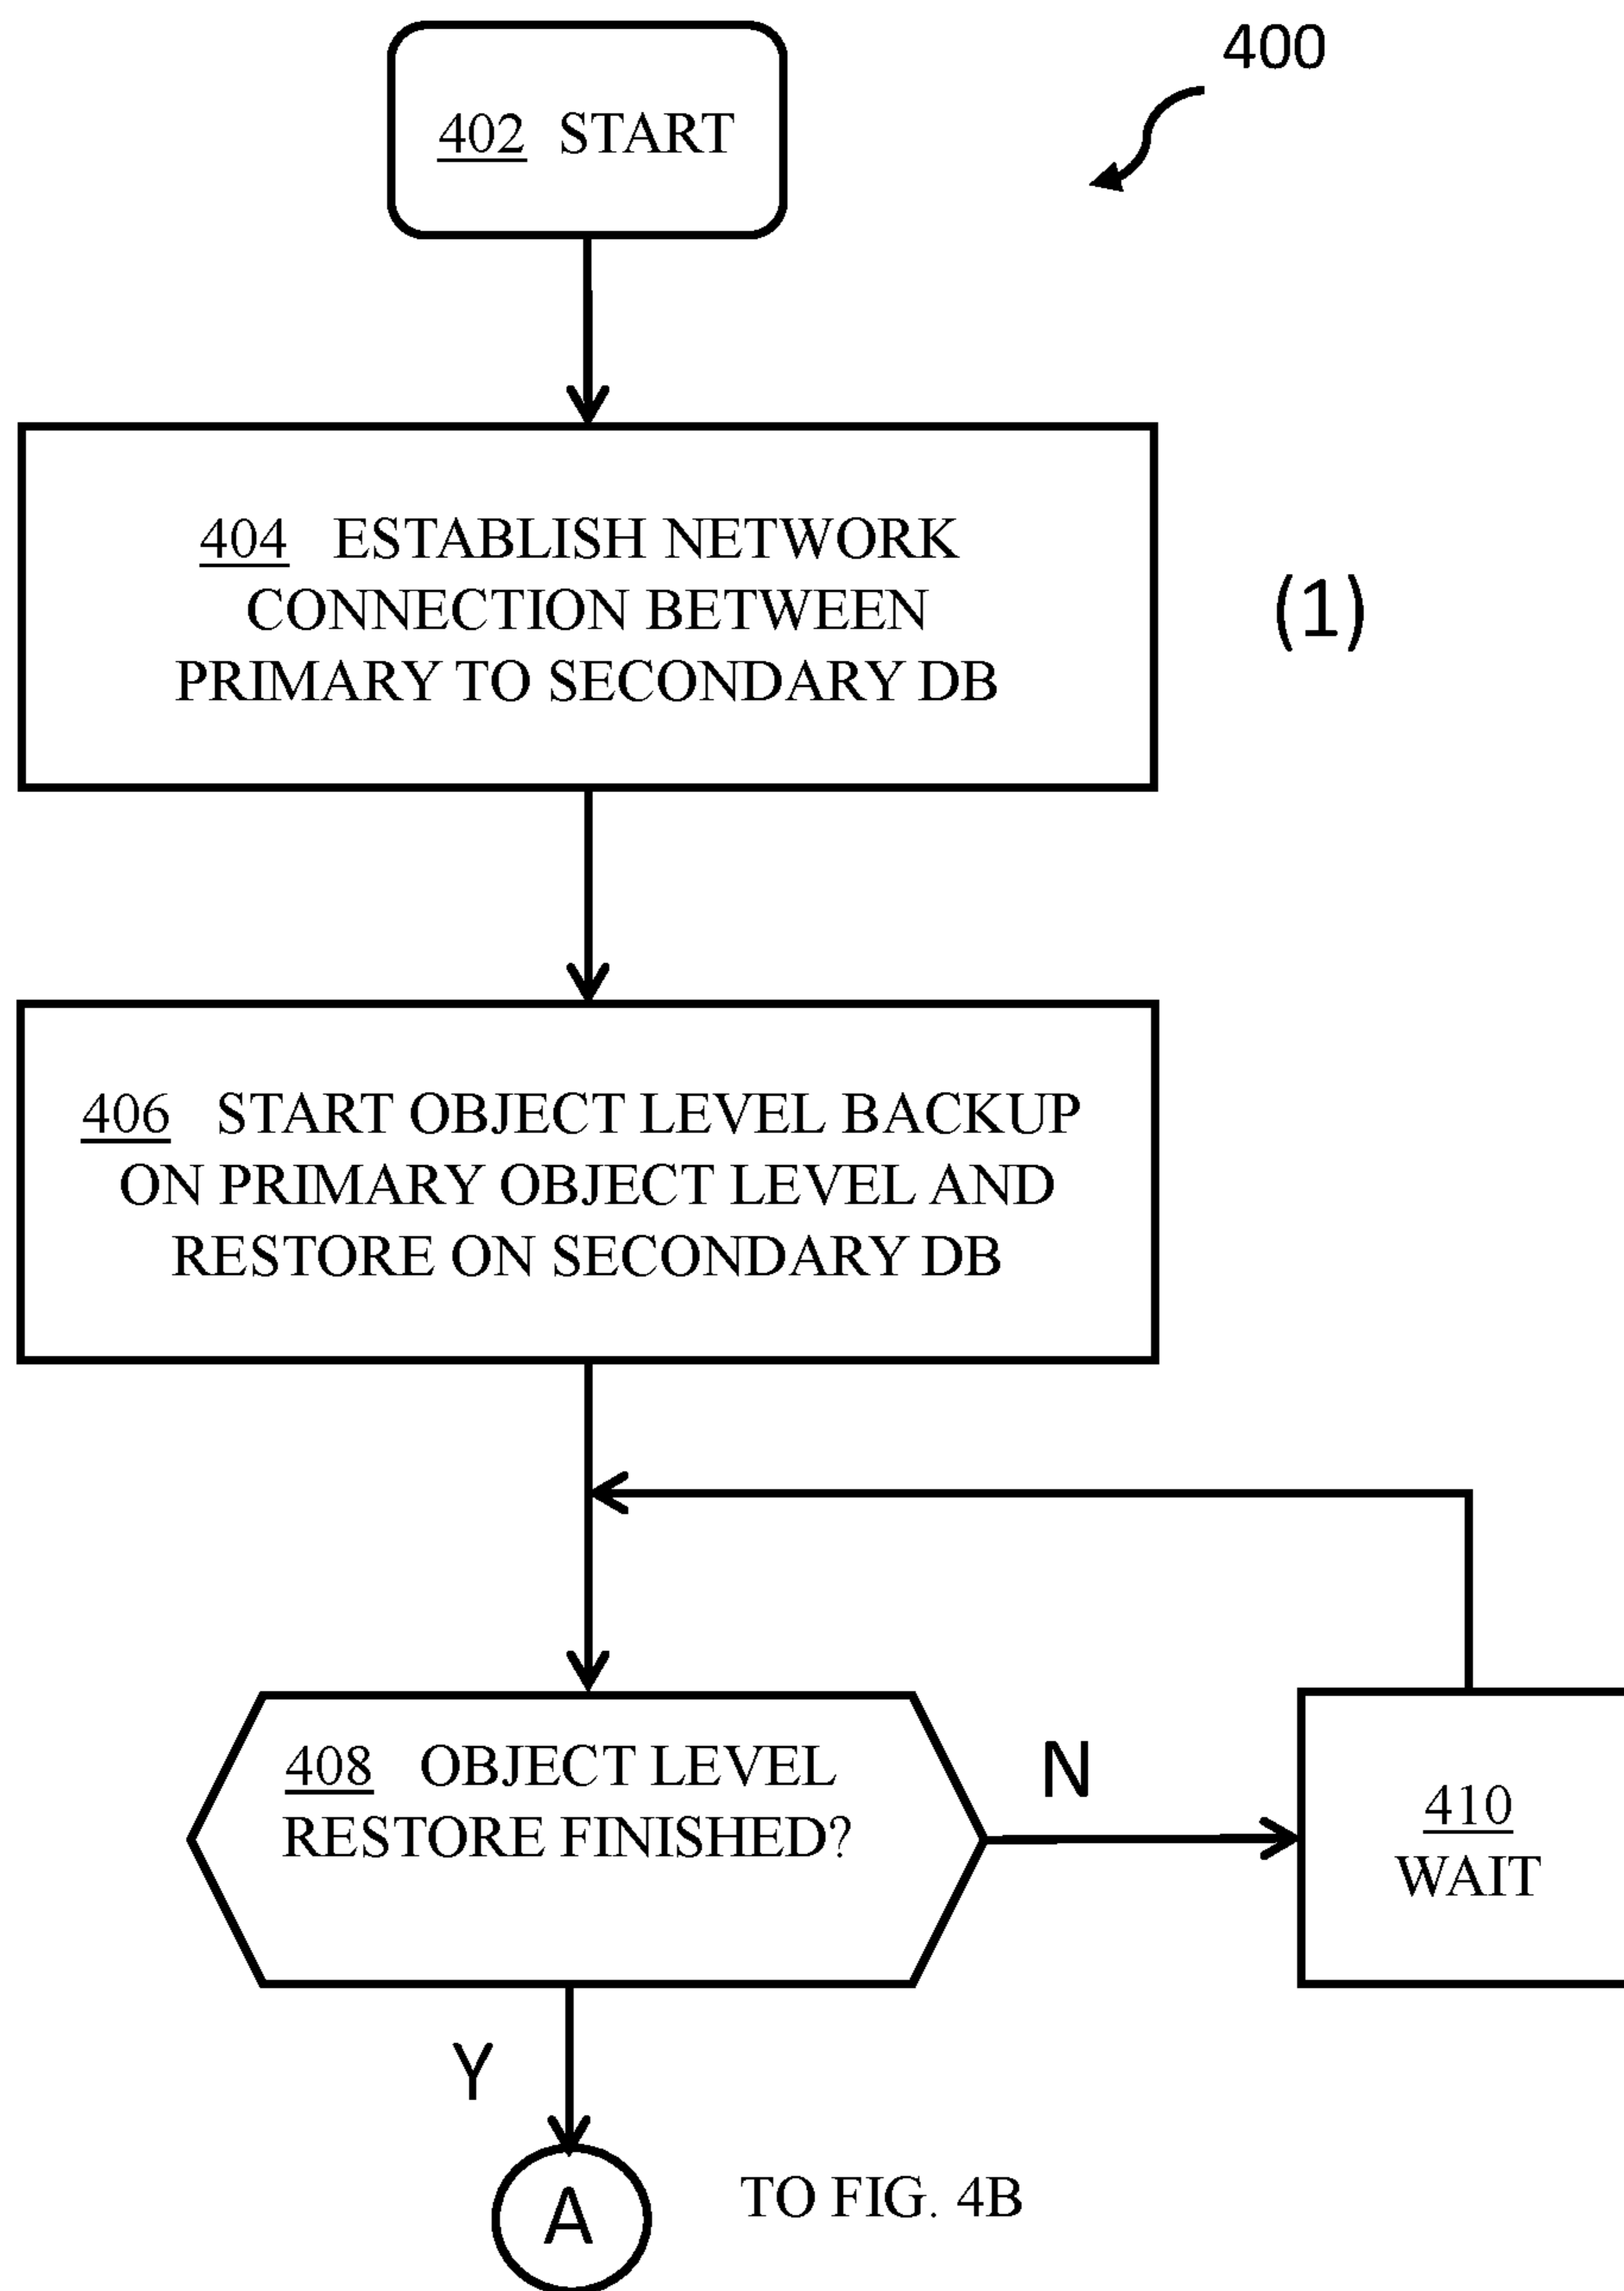 400
402 START
404 ESTABLISH NETWORK
CONNECTION BETWEEN
PRIMARY TO SECONDARY DB
(1)
406 START OBJECT LEVEL BACKUP
ON PRIMARY OBJECT LEVEL AND
RESTORE ON SECONDARY DB
408 OBJECT LEVEL
RESTORE FINISHED?
N
410
WAIT
Y
A
TO FIG. 4B